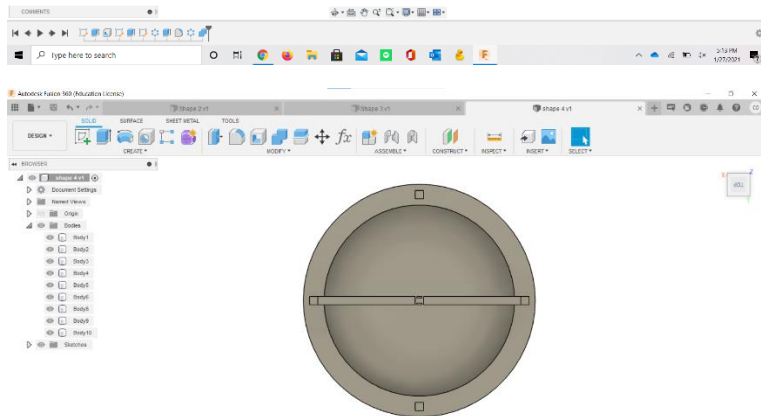 COMMENTS
Type here to search
5:13 PM
1/27/2021
Autodesk Fusion 360 (Education License)
Shape 2 v1
Shape 3 v1
shape 4 v1
SOLID SURFACE SHEET METAL TOOLS
DESIGN
CREATE MODIFY ASSEMBLE CONSTRUCT INSPECT INSERT SELECT
BROWSER
shape 4 v1
Document Settings
Named Views
Origin
Bodies
Body1
Body2
Body3
Body4
Body5
Body6
Body8
Body9
Body10
Sketches